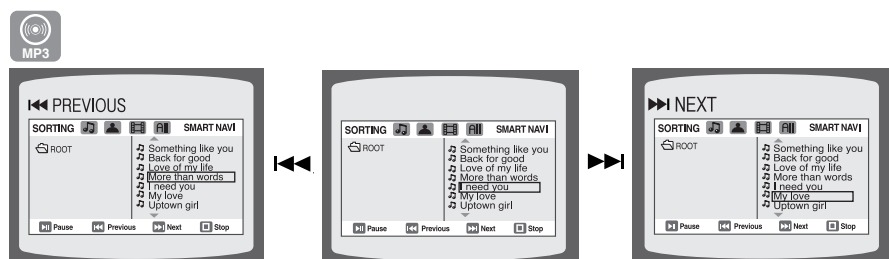 MP3
PREVIOUS
SORTING All SMART NAVI
ROOT
Something like you
Back for good
Love of my life
More than words
I need you
My love
Uptown girl
Pause Previous Next Stop
SORTING All SMART NAVI
ROOT
Something like you
Back for good
Love of my life
More than words
I need you
My love
Uptown girl
Pause Previous Next Stop
NEXT
SORTING All SMART NAVI
ROOT
Something like you
Back for good
Love of my life
More than words
I need you
My love
Uptown girl
Pause Previous Next Stop